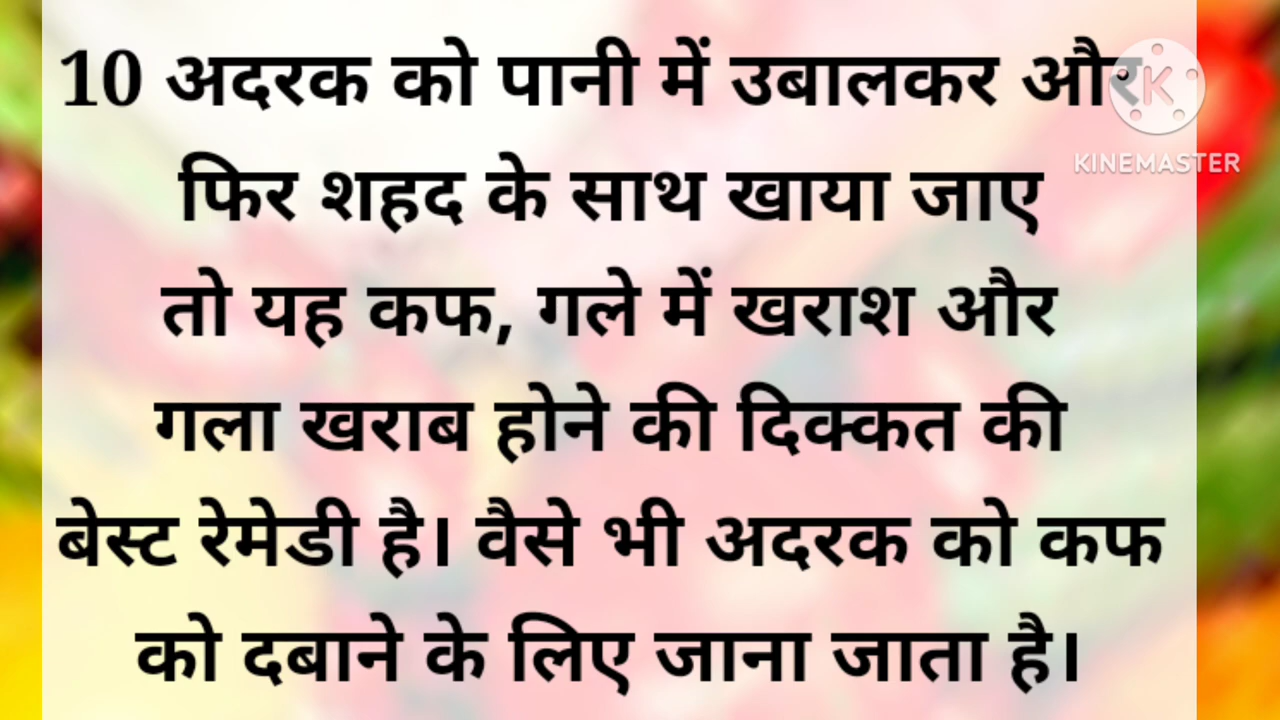 10 अदरक को पानी में उबालकर और
फिर शहद के साथ खाया जाए
तो यह कफ, गले में खराश और
गला खराब होने की दिक्कत की
बेस्ट रेमेडी है। वैसे भी अदरक को कफ
को दबाने के लिए जाना जाता है।
K
KINEMASTER